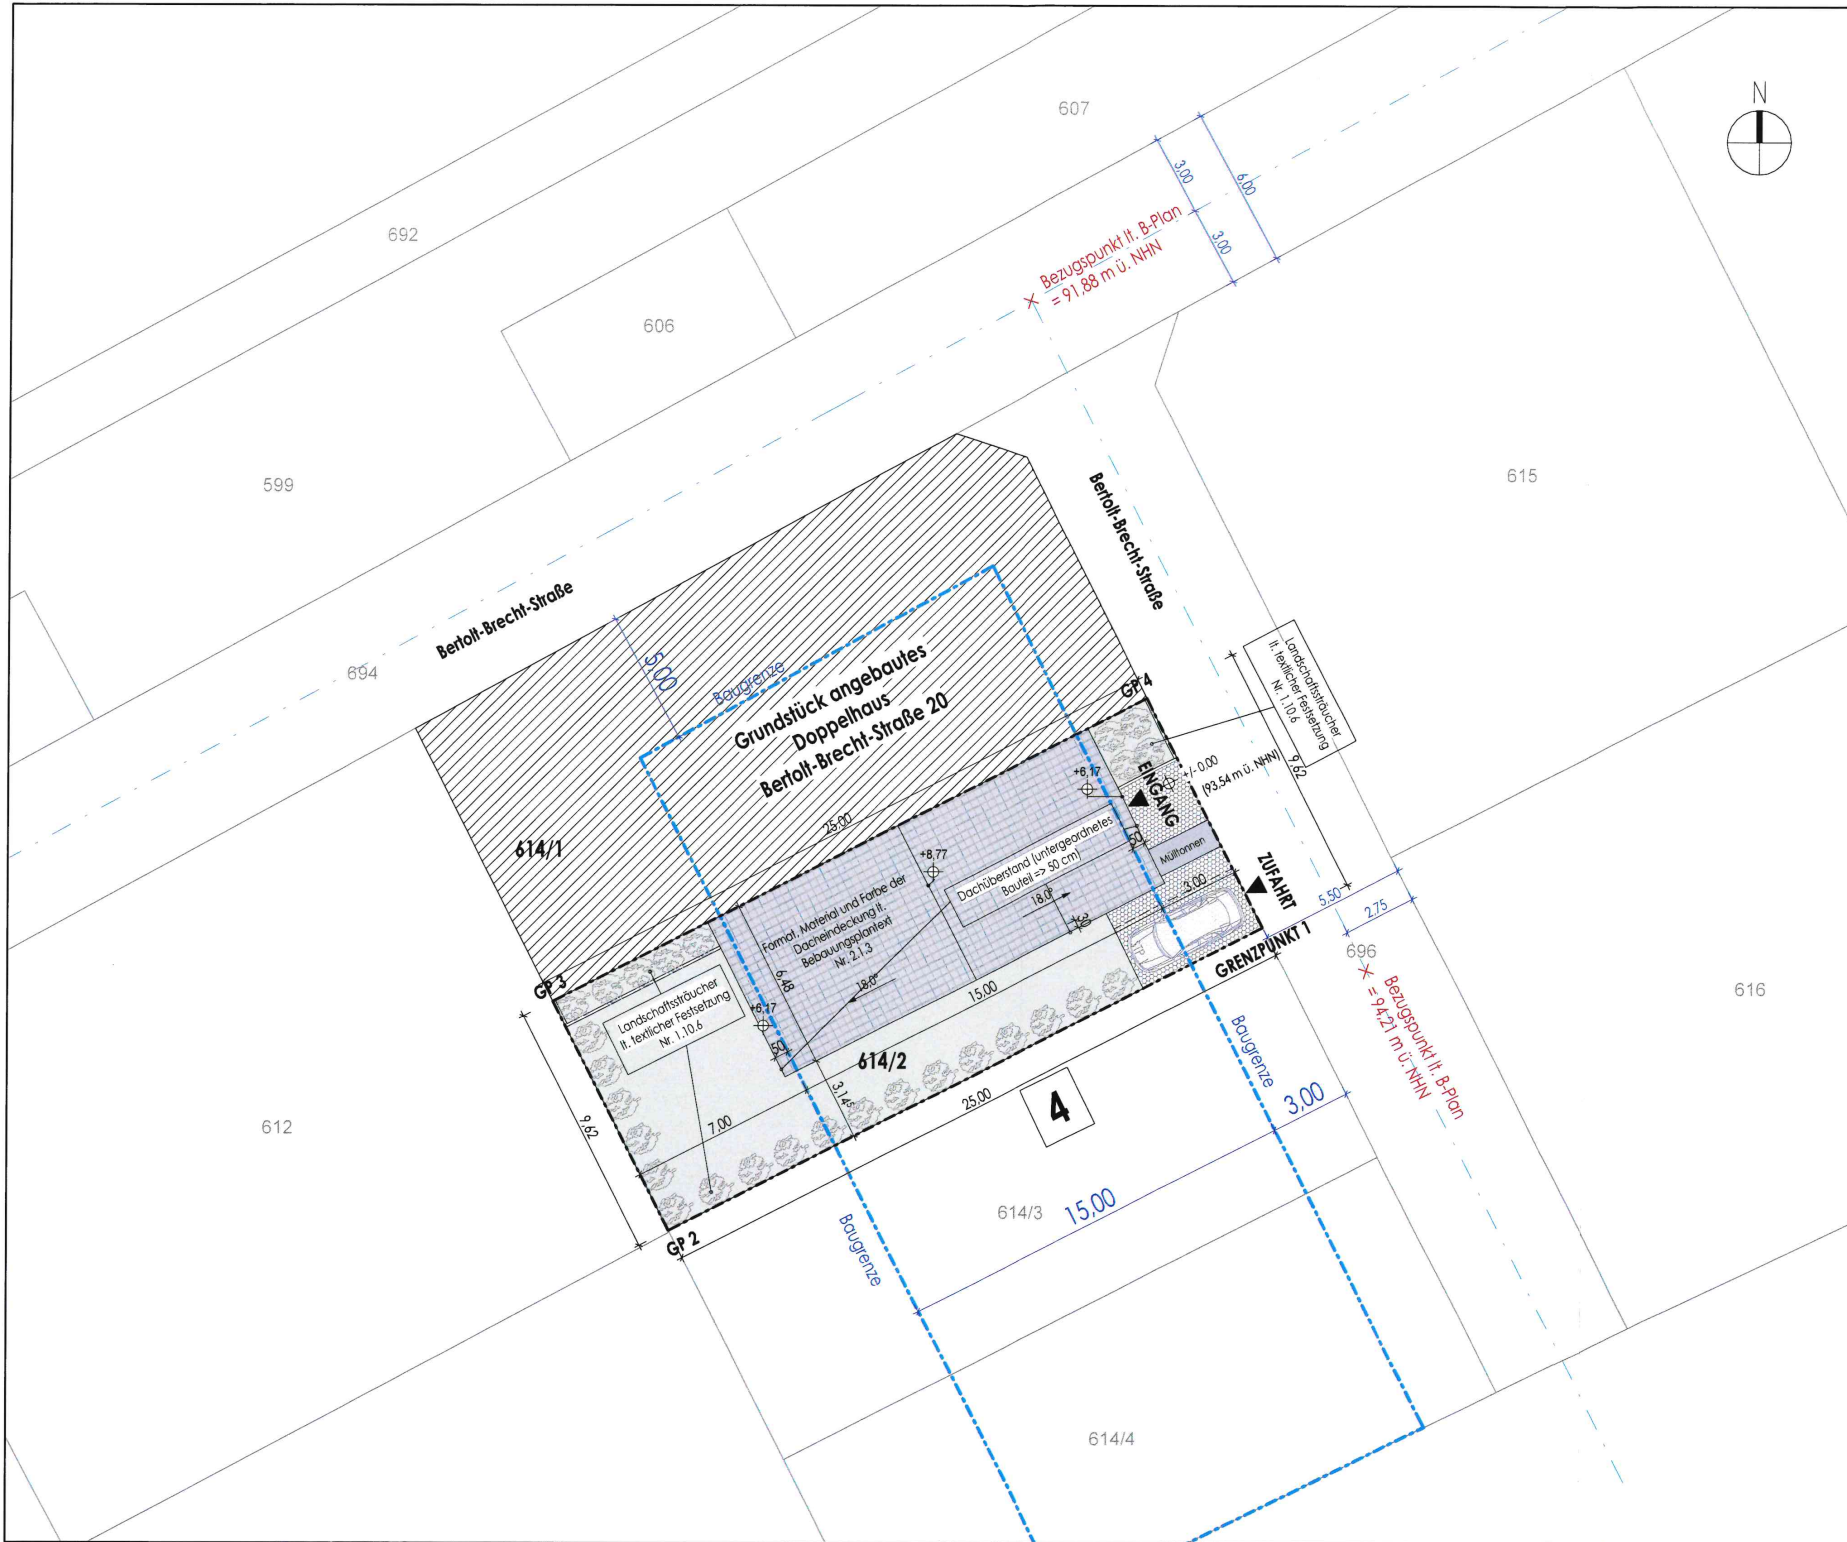 N
607
692
606
3,00
6,00
3,00
Bezugspunkt lt. B-Plan
= 91,88 m ü. NHN
599
615
Bertolt-Brecht-Straße
Bertolt-Brecht-Straße
694
5,00
Baugrenze
Grundstück angebautes
Doppelhaus
Bertolt-Brecht-Straße 20
614/1
GP 4
Landschaftssträucher
lt. textlicher Festsetzung
Nr. 1.10.6
9,62
+/- 0.00
(93.54 m ü. NHN)
EINGANG
+6,17
25,00
+8,77
Dachüberstand (untergeordnetes
Bauteil => 50 cm)
50
Mülltonnen
ZUFAHRT
3,00
18.0°
30
Format, Material und Farbe der
Dacheindeckung lt.
Bebauungsplantext
Nr. 2.1.3
6,48
18.0°
15,00
5,50
2,75
GRENZPUNKT 1
696
Bezugspunkt lt. B-Plan
= 94,21 m ü. NHN
616
GP 3
Landschaftssträucher
lt. textlicher Festsetzung
Nr. 1.10.6
+6,17
50
614/2
3,14⁵
7,00
25,00
4
9,62
612
GP 2
Baugrenze
3,00
15,00
614/3
Baugrenze
614/4